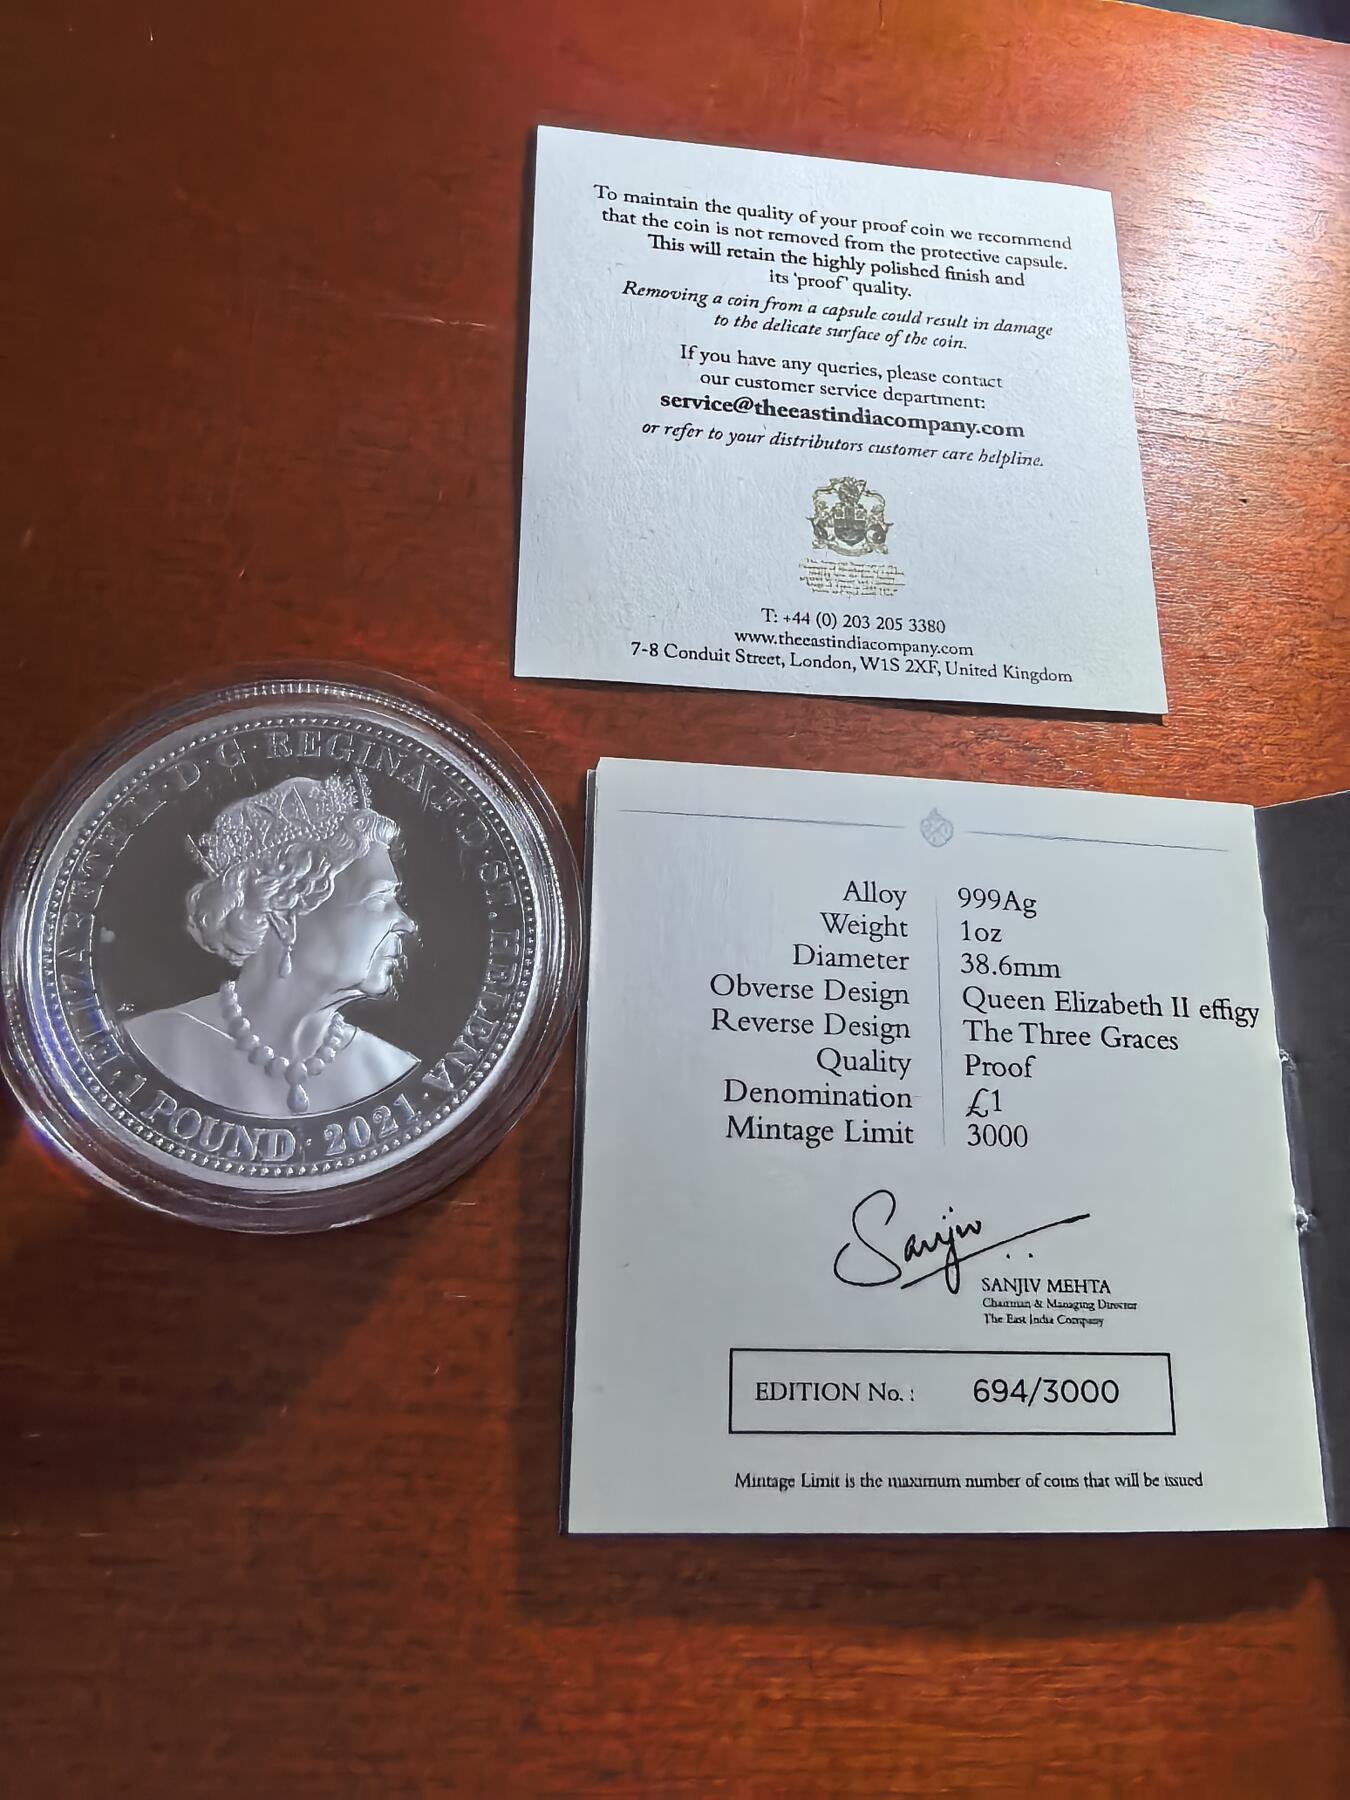 To maintain the quality of your proof coin we recommend
that the coin is not removed from the protective capsule.
This will retain the highly polished finish and
its 'proof' quality.
Removing a coin from a capsule could result in damage
to the delicate surface of the coin.
If you have any queries, please contact
our customer service department:
service@theeastindiacompany.com
or refer to your distributors customer care helpline.
T: +44 (0) 203 205 3380
www.theeastindiacompany.com
7-8 Conduit Street, London, W1S 2XF, United Kingdom
ELIZABETH II · D · G · REGINA · F · D · ST. HELENA ·
· 1 POUND · 2021 ·
Alloy 999Ag
Weight 1oz
Diameter 38.6mm
Obverse Design Queen Elizabeth II effigy
Reverse Design The Three Graces
Quality Proof
Denomination £1
Mintage Limit 3000
Sanjiv
SANJIV MEHTA
Chairman & Managing Director
The East India Company
EDITION No. : 694/3000
Mintage Limit is the maximum number of coins that will be issued